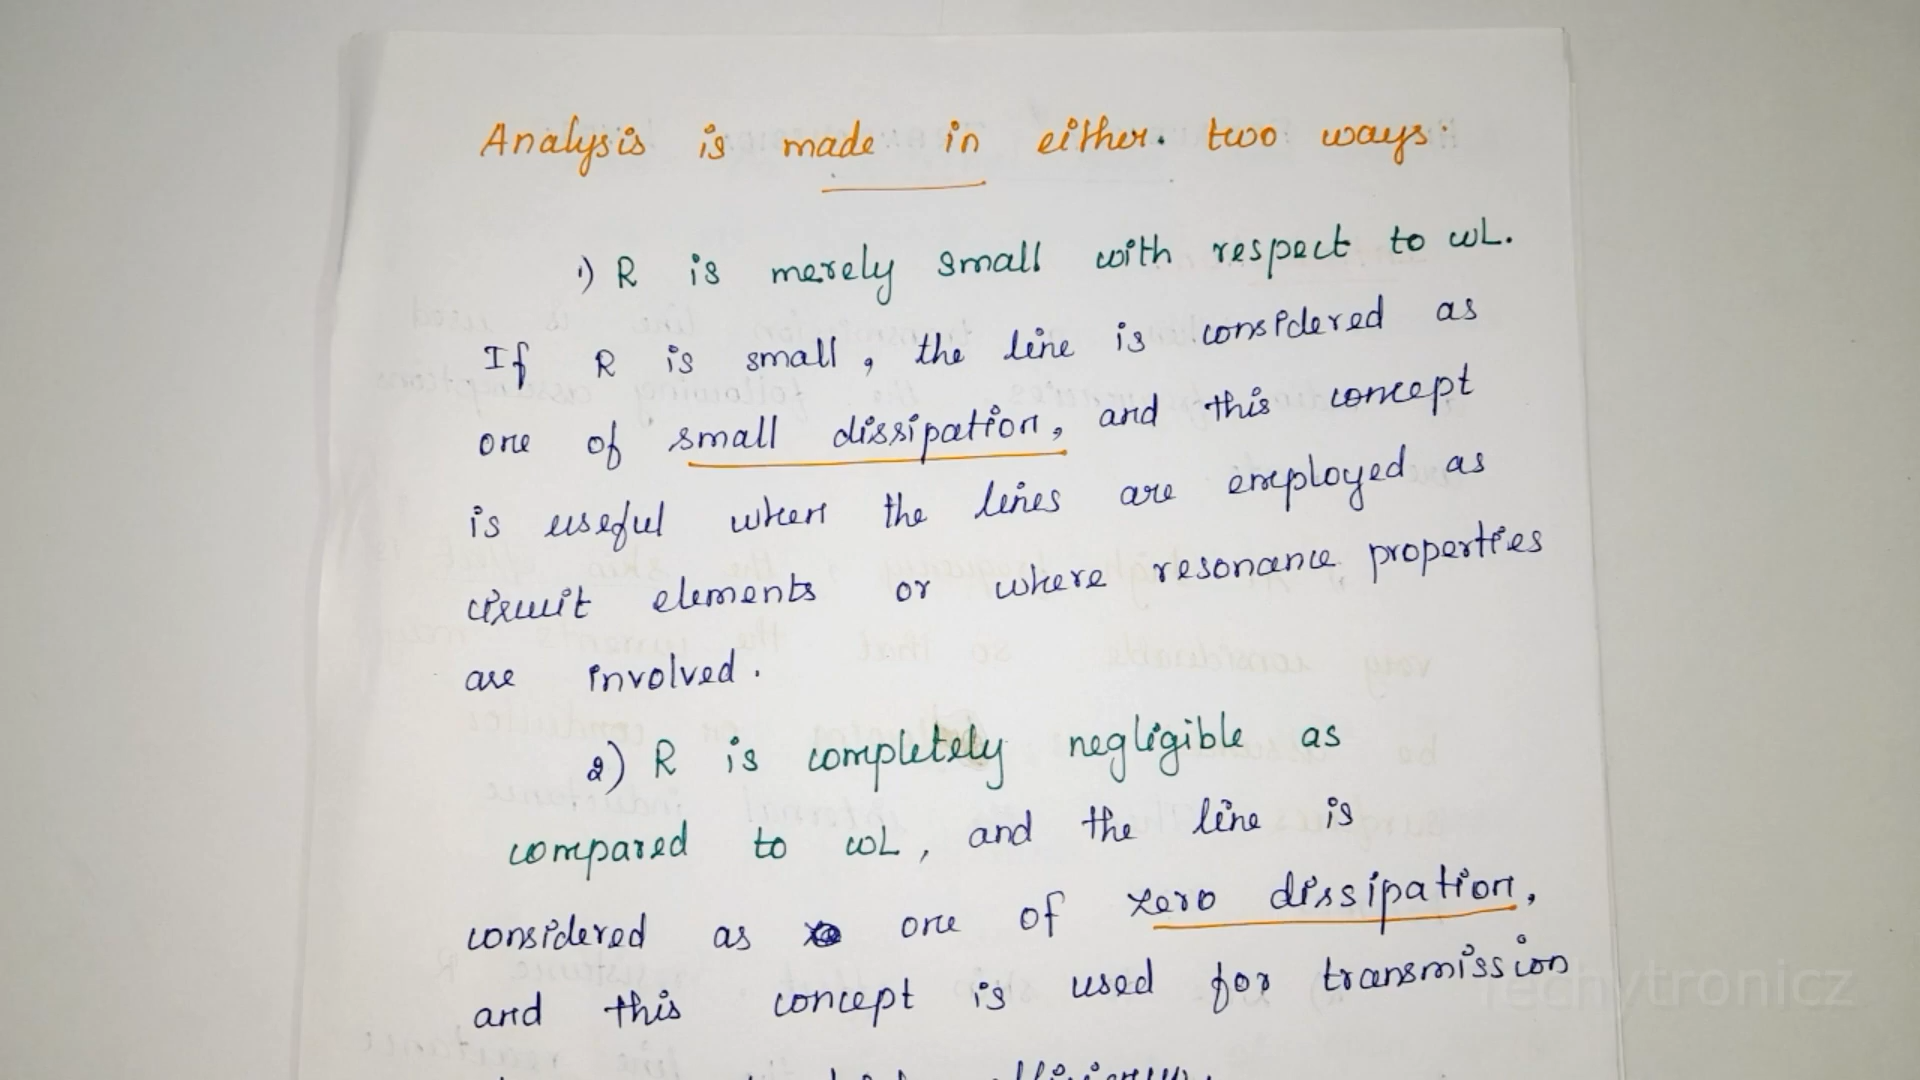 Analysis is made in either two ways:
1) R is merely small with respect to ωL.
If R is small, the line is considered as
one of small dissipation, and this concept
is useful when the lines are employed as
circuit elements or where resonance properties
are involved.
2) R is completely negligible as
compared to ωL, and the line is
considered as one of zero dissipation,
and this concept is used for transmission
Techytronicz